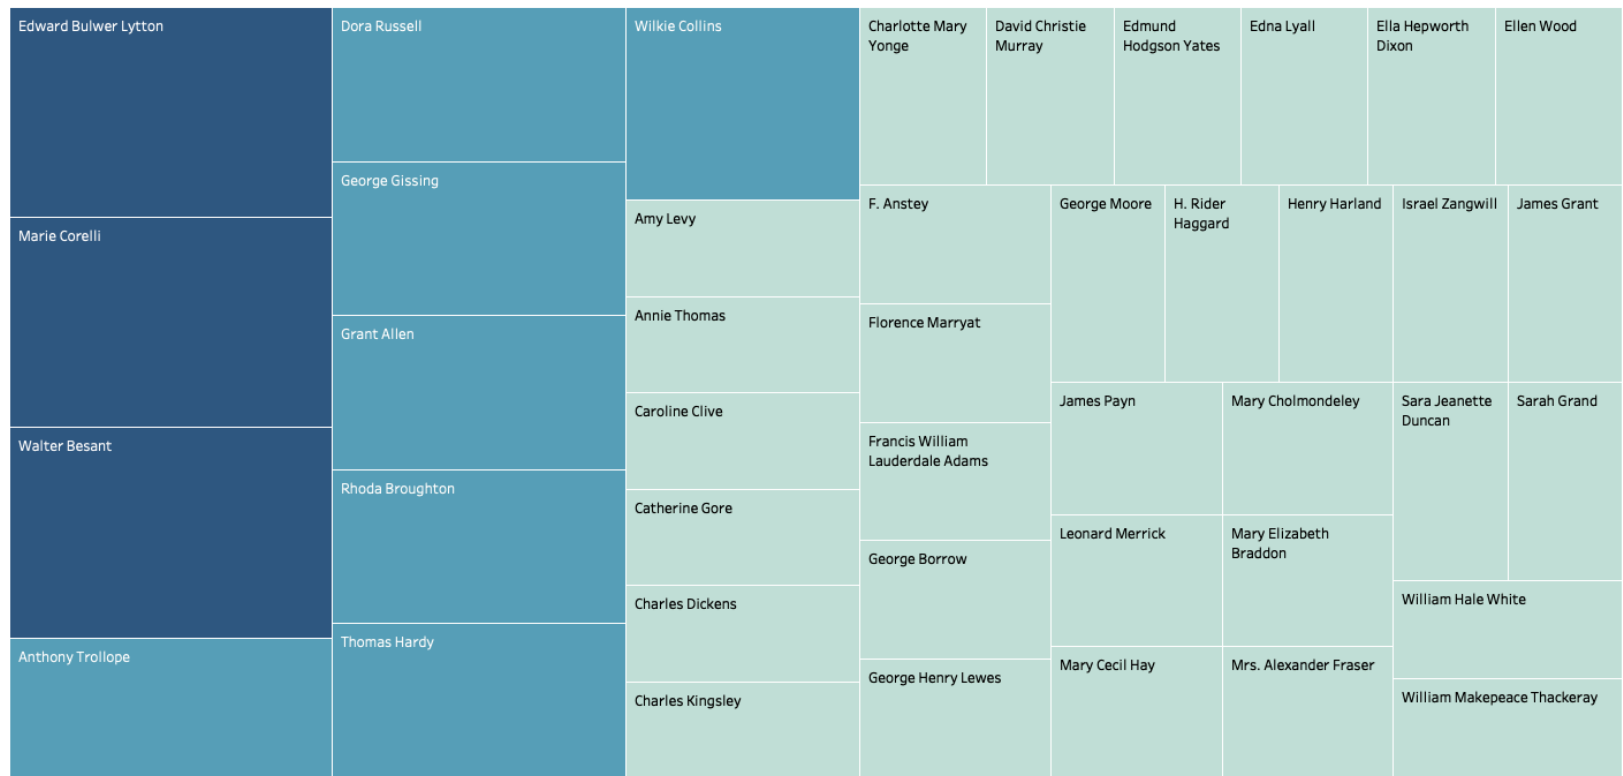 Edward Bulwer Lytton
Marie Corelli
Walter Besant
Anthony Trollope
Dora Russell
George Gissing
Grant Allen
Rhoda Broughton
Thomas Hardy
Wilkie Collins
Amy Levy
Annie Thomas
Caroline Clive
Catherine Gore
Charles Dickens
Charles Kingsley
Charlotte Mary
Yonge
David Christie
Murray
Edmund
Hodgson Yates
Edna Lyall
Ella Hepworth
Dixon
Ellen Wood
F. Anstey
Florence Marryat
Francis William
Lauderdale Adams
George Borrow
George Henry Lewes
George Moore
H. Rider
Haggard
Henry Harland
Israel Zangwill
James Grant
James Payn
Leonard Merrick
Mary Cecil Hay
Mary Cholmondeley
Mary Elizabeth
Braddon
Mrs. Alexander Fraser
Sara Jeanette
Duncan
Sarah Grand
William Hale White
William Makepeace Thackeray